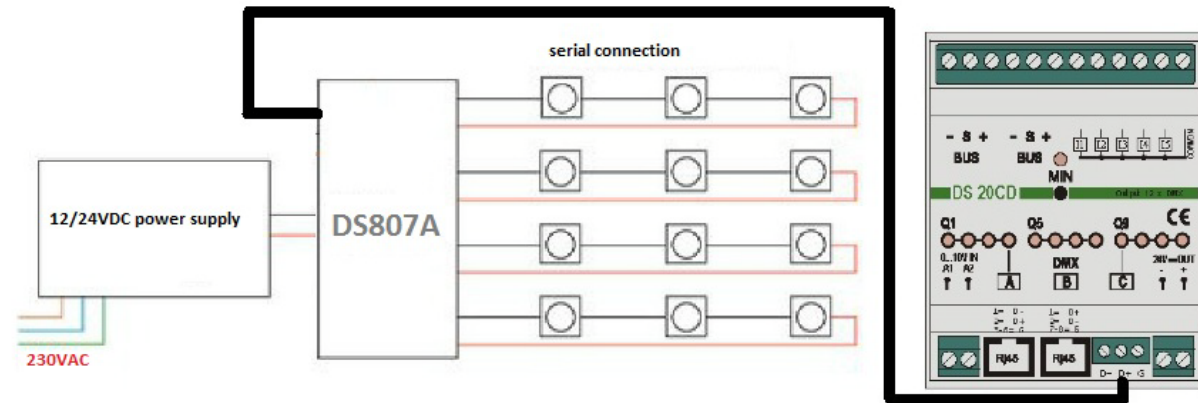 serial connection
12/24VDC power supply
DS807A
230VAC
- S + - S +
BUS BUS
MIN
DS 20CD
Q1 Q5 Q9 CE
0...10V IN
A1 A2
DMX
A B C
24V OUT
- +
RJ45 RJ45
D- D+ G